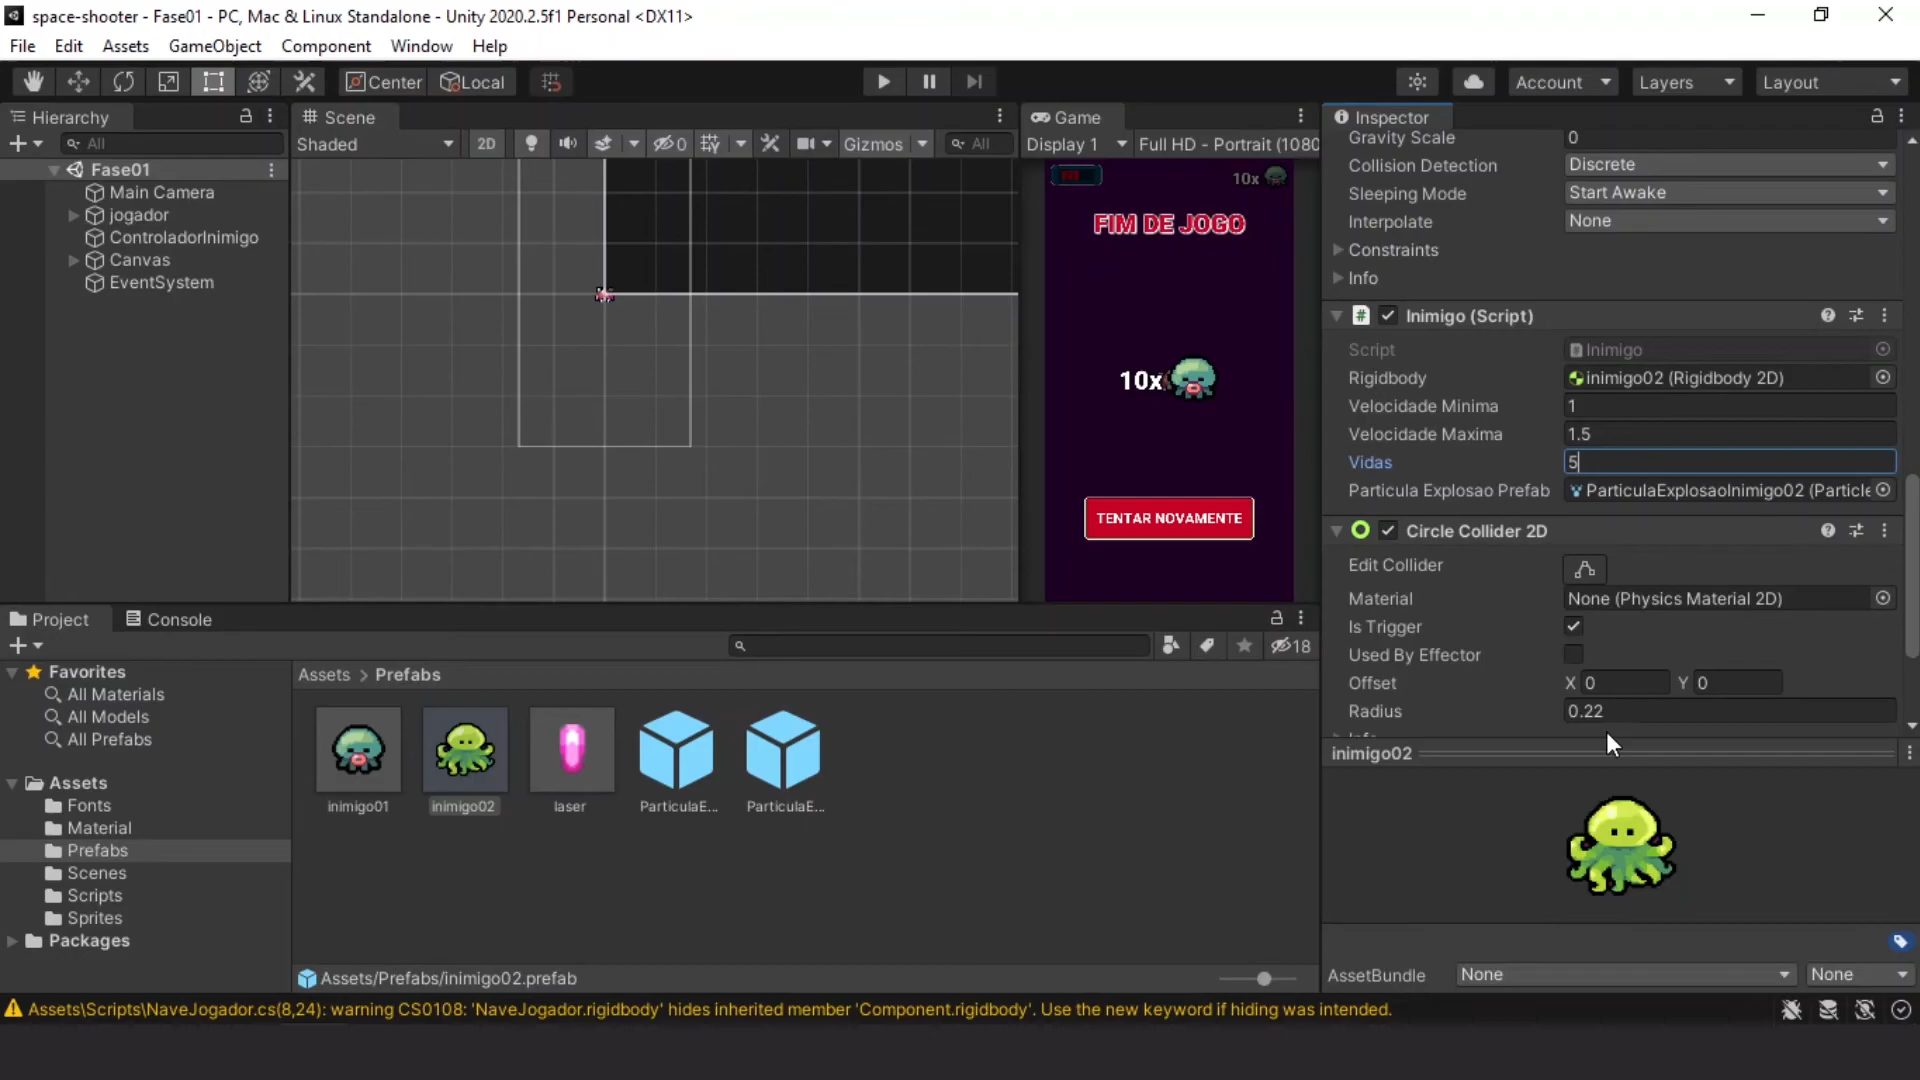 space-shooter - Fase01 - PC, Mac & Linux Standalone - Unity 2020.2.5f1 Personal <DX11>
File Edit Assets GameObject Component Window Help
Center Local Account Layers Layout
Hierarchy
All
Fase01
Main Camera
jogador
ControladorInimigo
Canvas
EventSystem
Scene
Shaded 2D 0 Gizmos All
Game
Display 1 Full HD - Portrait (1080
10x
FIM DE JOGO
10x
TENTAR NOVAMENTE
Inspector
Gravity Scale 0
Collision Detection Discrete
Sleeping Mode Start Awake
Interpolate None
Constraints
Info
# Inimigo (Script)
Script Inimigo
Rigidbody inimigo02 (Rigidbody 2D)
Velocidade Minima 1
Velocidade Maxima 1.5
Vidas 5
Particula Explosao Prefab ParticulaExplosaoInimigo02 (Particle
Circle Collider 2D
Edit Collider
Material None (Physics Material 2D)
Is Trigger
Used By Effector
Offset X 0 Y 0
Radius 0.22
inimigo02
AssetBundle None None
Project Console
18
Favorites
All Materials
All Models
All Prefabs
Assets
Fonts
Material
Prefabs
Scenes
Scripts
Sprites
Packages
Assets > Prefabs
inimigo01 inimigo02 laser ParticulaE... ParticulaE...
Assets/Prefabs/inimigo02.prefab
Assets\Scripts\NaveJogador.cs(8,24): warning CS0108: 'NaveJogador.rigidbody' hides inherited member 'Component.rigidbody'. Use the new keyword if hiding was intended.